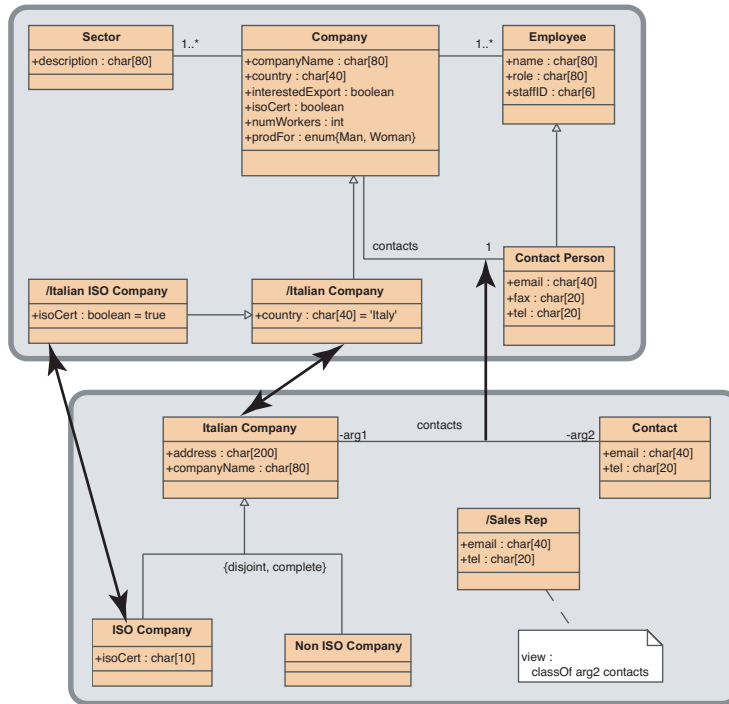 Sector
+description : char[80]
1..*
Company
+companyName : char[80]
+country : char[40]
+interestedExport : boolean
+isoCert : boolean
+numWorkers : int
+prodFor : enum{Man, Woman}
1..*
Employee
+name : char[80]
+role : char[80]
+staffID : char[6]
contacts
1
Contact Person
+email : char[40]
+fax : char[20]
+tel : char[20]
/Italian ISO Company
+isoCert : boolean = true
/Italian Company
+country : char[40] = 'Italy'
Italian Company
+address : char[200]
+companyName : char[80]
-arg1
contacts
-arg2
Contact
+email : char[40]
+tel : char[20]
/Sales Rep
+email : char[40]
+tel : char[20]
{disjoint, complete}
ISO Company
+isoCert : char[10]
Non ISO Company
view :
classOf arg2 contacts